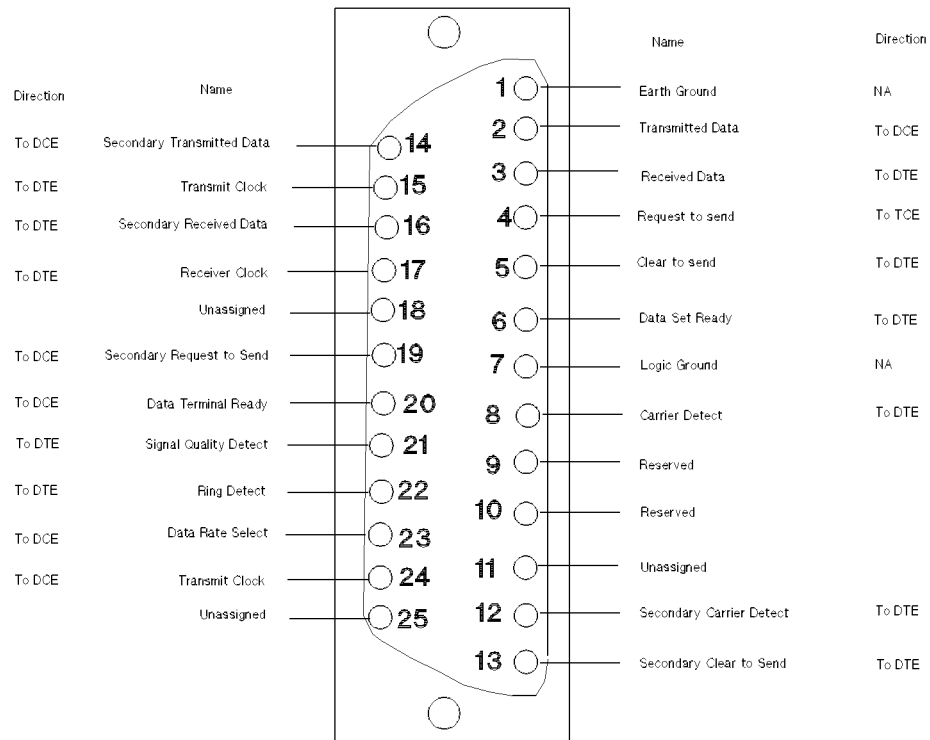 Name Direction
1 Earth Ground NA
2 Transmitted Data To DCE
3 Received Data To DTE
4 Request to send To TCE
5 Clear to send To DTE
6 Data Set Ready To DTE
7 Logic Ground NA
8 Carrier Detect To DTE
9 Reserved
10 Reserved
11 Unassigned
12 Secondary Carrier Detect To DTE
13 Secondary Clear to Send To DTE
Direction Name
To DCE Secondary Transmitted Data 14
To DTE Transmit Clock 15
To DTE Secondary Received Data 16
To DTE Receiver Clock 17
Unassigned 18
To DCE Secondary Request to Send 19
To DCE Data Terminal Ready 20
To DTE Signal Quality Detect 21
To DTE Ring Detect 22
To DCE Data Rate Select 23
To DCE Transmit Clock 24
Unassigned 25